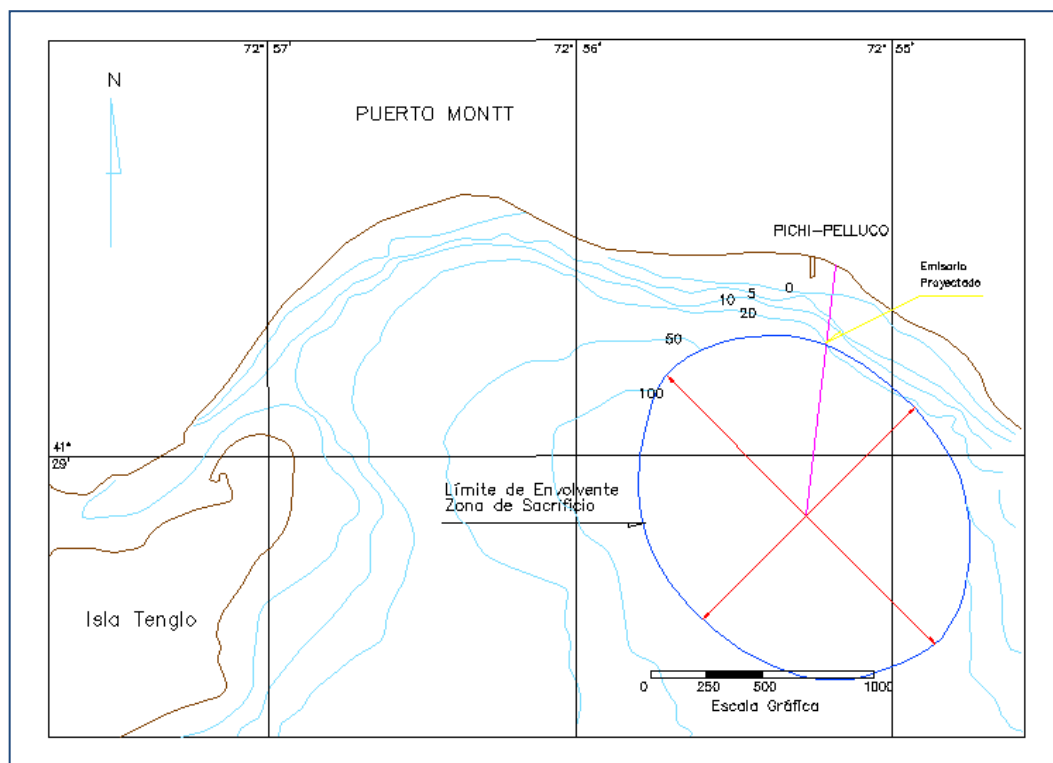 72° 57'
72° 56'
72° 55'
N
PUERTO MONTT
PICHI-PELLUCO
Emisario
Proyectado
0
5
10
20
50
100
41°
29'
Límite de Envolvente
Zona de Sacrificio
Isla Tenglo
0 250 500 1000
Escala Gráfica